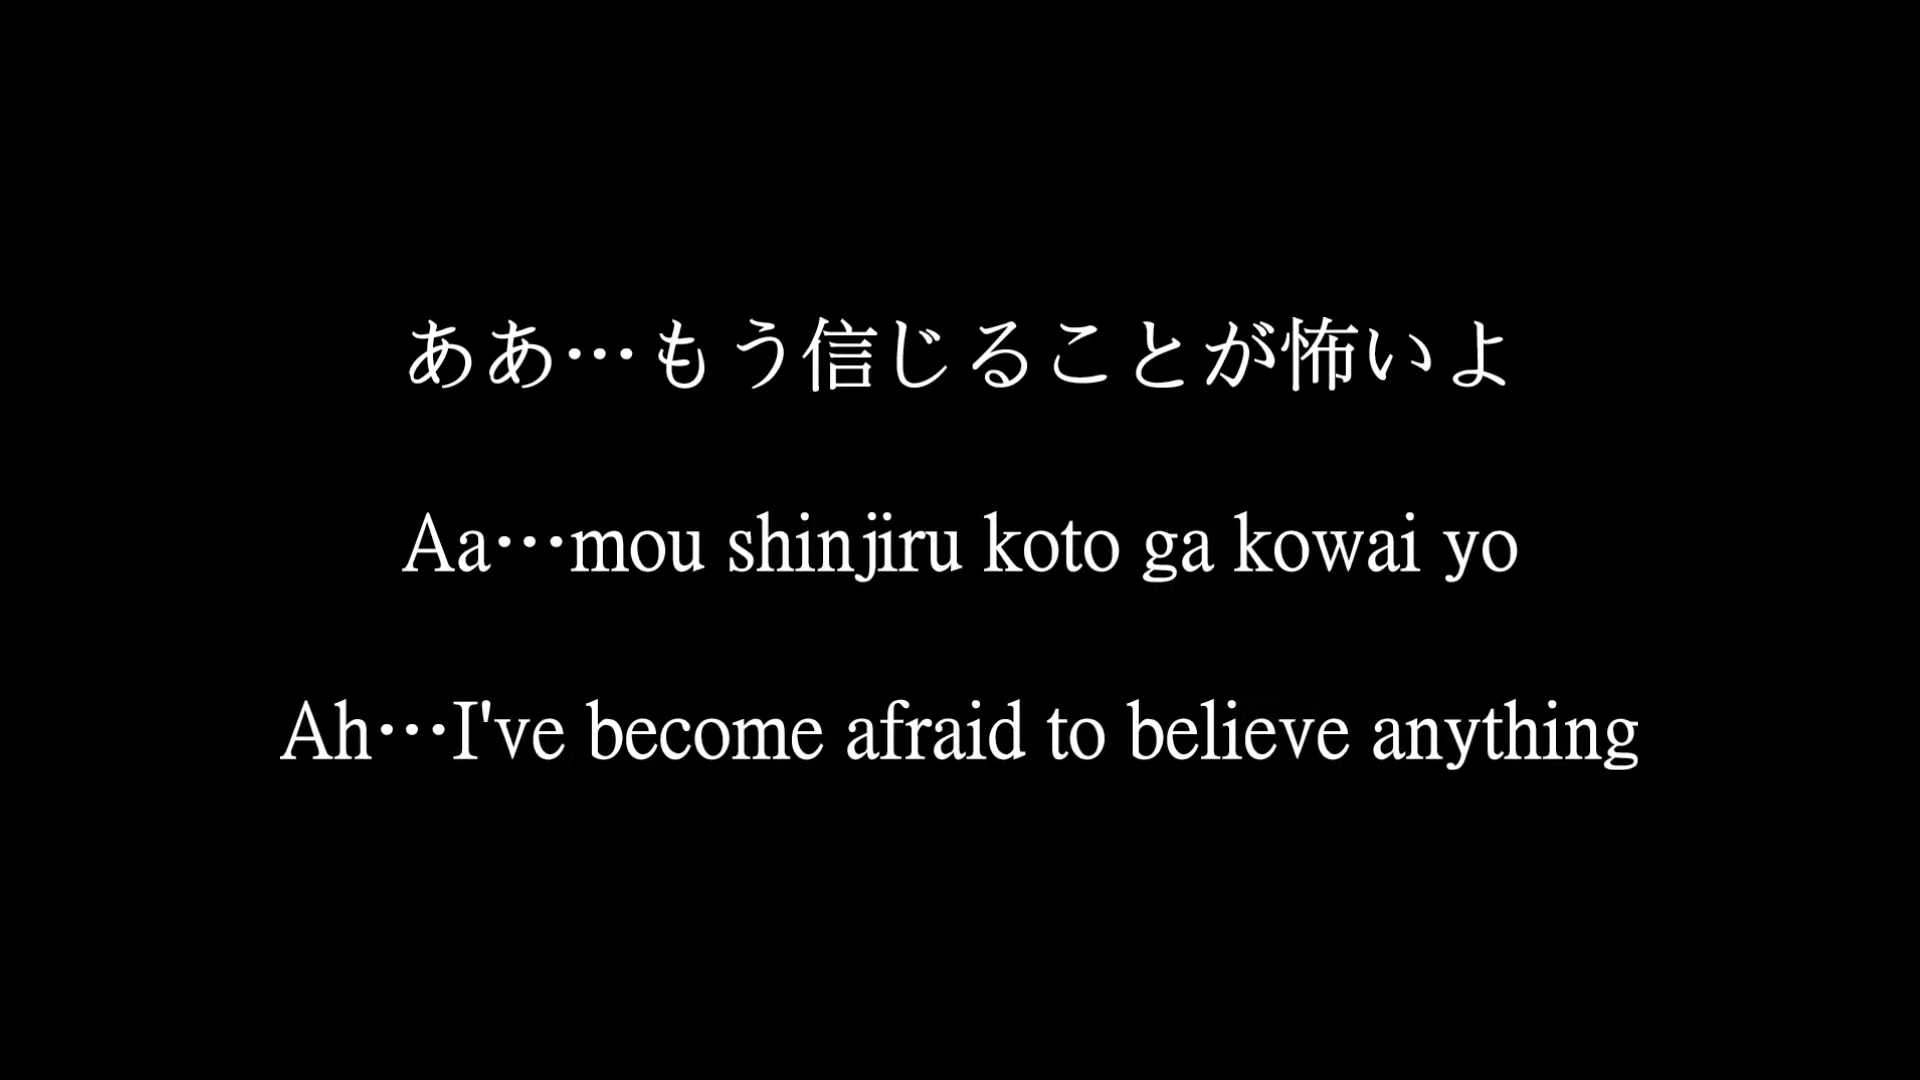 ああ…もう信じることが怖いよ
Aa…mou shinjiru koto ga kowai yo
Ah…I've become afraid to believe anything